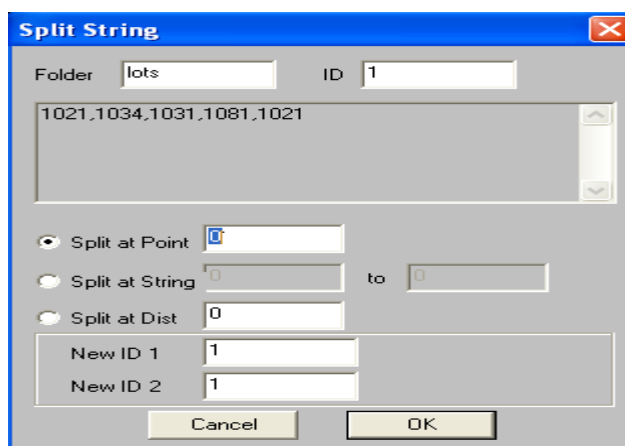 Split String
Folder lots ID 1
1021,1034,1031,1081,1021
Split at Point 0
Split at String 0 to 0
Split at Dist 0
New ID 1 1
New ID 2 1
Cancel OK